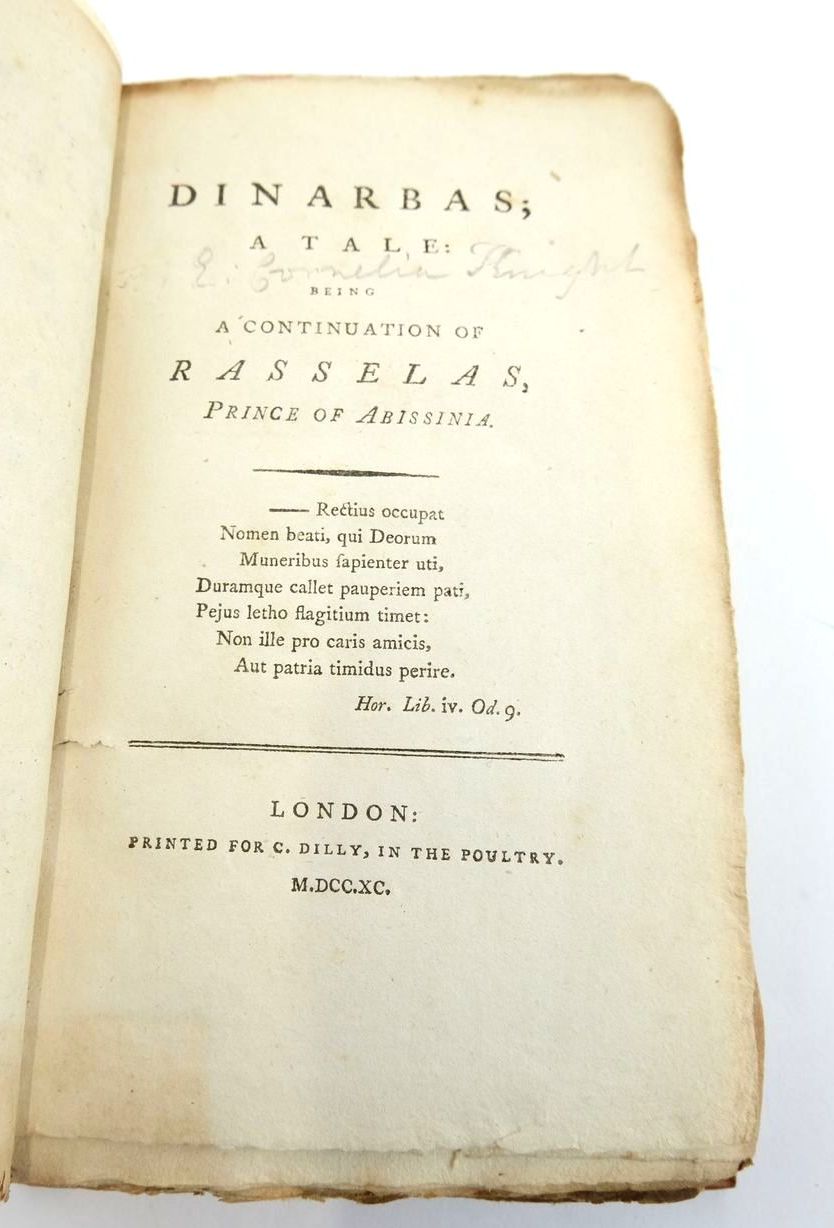 DINARBAS;
A TALE:
E. Cornelia Knight
BEING
A CONTINUATION OF
RASSELAS,
PRINCE OF ABISSINIA.
—— Rectius occupat
Nomen beati, qui Deorum
Muneribus ſapienter uti,
Duramque callet pauperiem pati,
Pejus letho flagitium timet:
Non ille pro caris amicis,
Aut patria timidus perire.
Hor. Lib. iv. Od. 9.
LONDON:
PRINTED FOR C. DILLY, IN THE POULTRY.
M.DCC.XC.